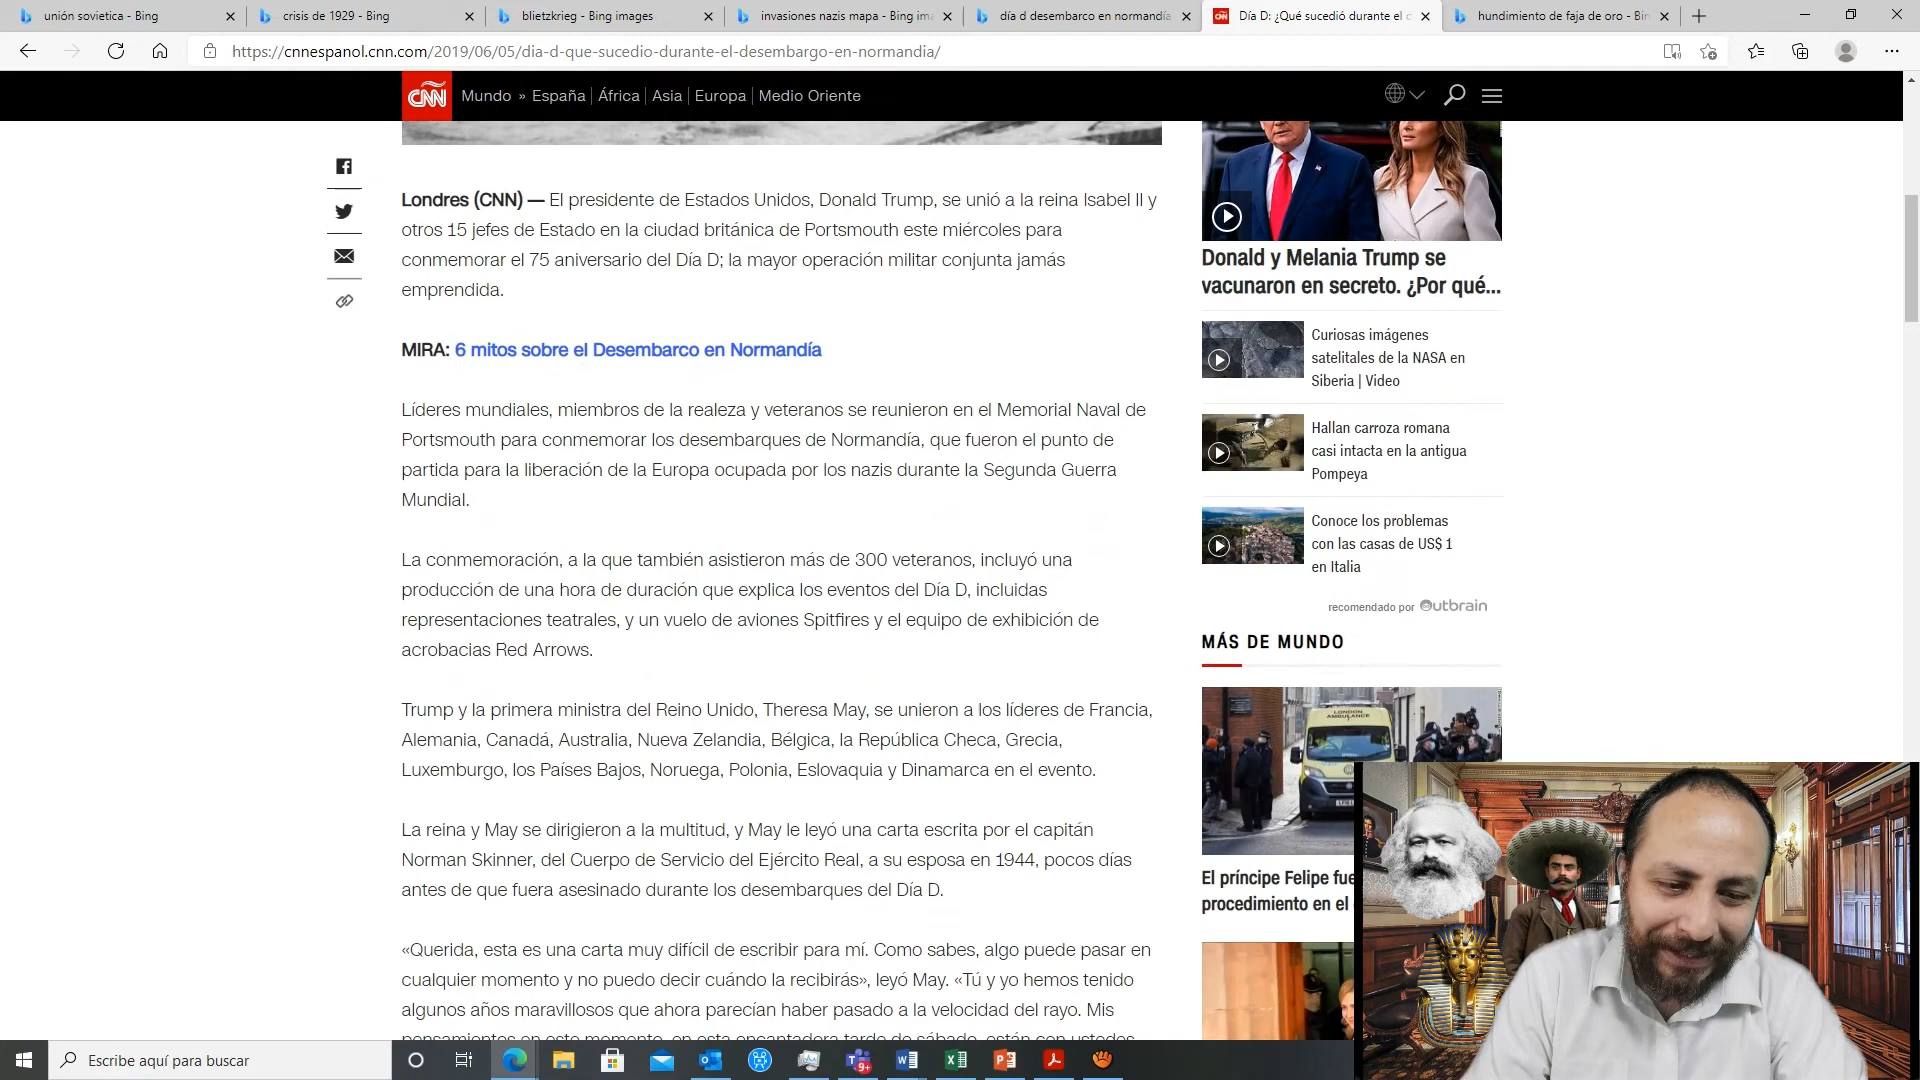 unión sovietica - Bing
crisis de 1929 - Bing
blietzkrieg - Bing images
invasiones nazis mapa - Bing ima
día d desembarco en normandía
Día D: ¿Qué sucedió durante el d
hundimiento de faja de oro - Bin
https://cnnespanol.cnn.com/2019/06/05/dia-d-que-sucedio-durante-el-desembargo-en-normandia/
CNN
Mundo » España | África | Asia | Europa | Medio Oriente
Londres (CNN) — El presidente de Estados Unidos, Donald Trump, se unió a la reina Isabel II y
otros 15 jefes de Estado en la ciudad británica de Portsmouth este miércoles para
conmemorar el 75 aniversario del Día D; la mayor operación militar conjunta jamás
emprendida.
MIRA: 6 mitos sobre el Desembarco en Normandía
Líderes mundiales, miembros de la realeza y veteranos se reunieron en el Memorial Naval de
Portsmouth para conmemorar los desembarques de Normandía, que fueron el punto de
partida para la liberación de la Europa ocupada por los nazis durante la Segunda Guerra
Mundial.
La conmemoración, a la que también asistieron más de 300 veteranos, incluyó una
producción de una hora de duración que explica los eventos del Día D, incluidas
representaciones teatrales, y un vuelo de aviones Spitfires y el equipo de exhibición de
acrobacias Red Arrows.
Trump y la primera ministra del Reino Unido, Theresa May, se unieron a los líderes de Francia,
Alemania, Canadá, Australia, Nueva Zelandia, Bélgica, la República Checa, Grecia,
Luxemburgo, los Países Bajos, Noruega, Polonia, Eslovaquia y Dinamarca en el evento.
La reina y May se dirigieron a la multitud, y May le leyó una carta escrita por el capitán
Norman Skinner, del Cuerpo de Servicio del Ejército Real, a su esposa en 1944, pocos días
antes de que fuera asesinado durante los desembarques del Día D.
«Querida, esta es una carta muy difícil de escribir para mí. Como sabes, algo puede pasar en
cualquier momento y no puedo decir cuándo la recibirás», leyó May. «Tú y yo hemos tenido
algunos años maravillosos que ahora parecían haber pasado a la velocidad del rayo. Mis
pensamientos en este momento, en esta encantadora tarde de sábado, están con ustedes
Donald y Melania Trump se
vacunaron en secreto. ¿Por qué...
Curiosas imágenes
satelitales de la NASA en
Siberia | Video
Hallan carroza romana
casi intacta en la antigua
Pompeya
Conoce los problemas
con las casas de US$ 1
en Italia
recomendado por Outbrain
MÁS DE MUNDO
LONDON
AMBULANCE
El príncipe Felipe fue
procedimiento en el
Escribe aquí para buscar
9+